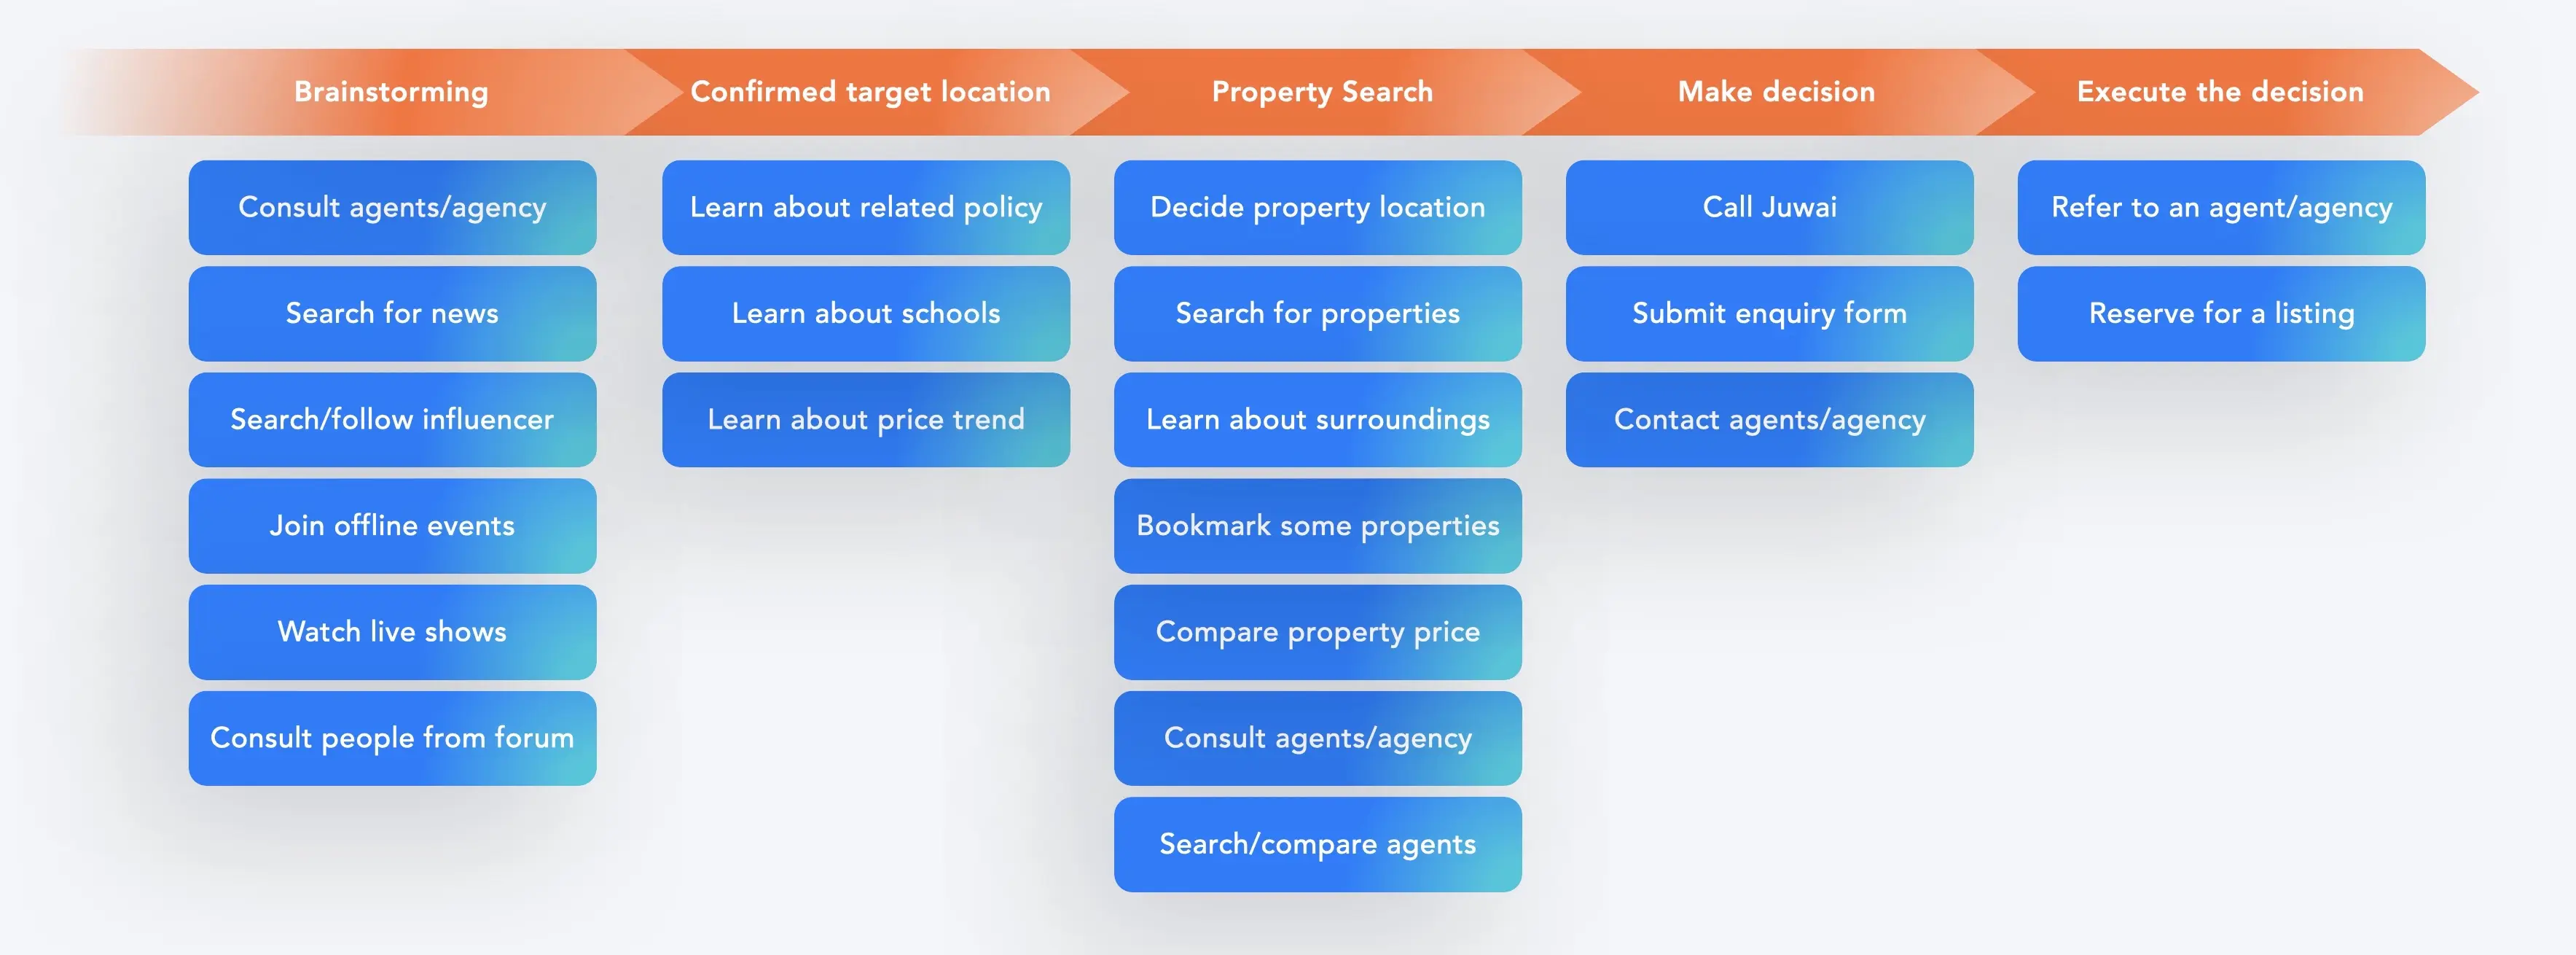 Brainstorming
Confirmed target location
Property Search
Make decision
Execute the decision
Consult agents/agency
Search for news
Search/follow influencer
Join offline events
Watch live shows
Consult people from forum
Learn about related policy
Learn about schools
Learn about price trend
Decide property location
Search for properties
Learn about surroundings
Bookmark some properties
Compare property price
Consult agents/agency
Search/compare agents
Call Juwai
Submit enquiry form
Contact agents/agency
Refer to an agent/agency
Reserve for a listing